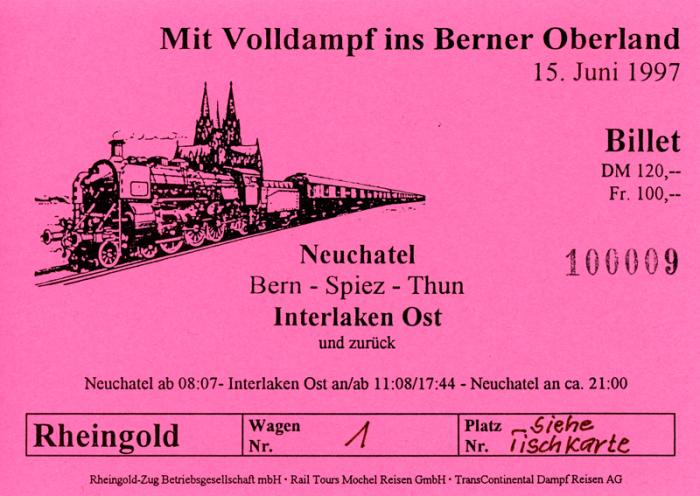 Mit Volldampf ins Berner Oberland
15. Juni 1997
Billet
DM 120,--
Fr. 100,--
100009
Neuchatel
Bern - Spiez - Thun
Interlaken Ost
und zurück
Neuchatel ab 08:07- Interlaken Ost an/ab 11:08/17:44 - Neuchatel an ca. 21:00
Rheingold
Wagen
Nr. 1
Platz siehe
Nr. Tischkarte
Rheingold-Zug Betriebsgesellschaft mbH · Rail Tours Mochel Reisen GmbH · TransContinental Dampf Reisen AG